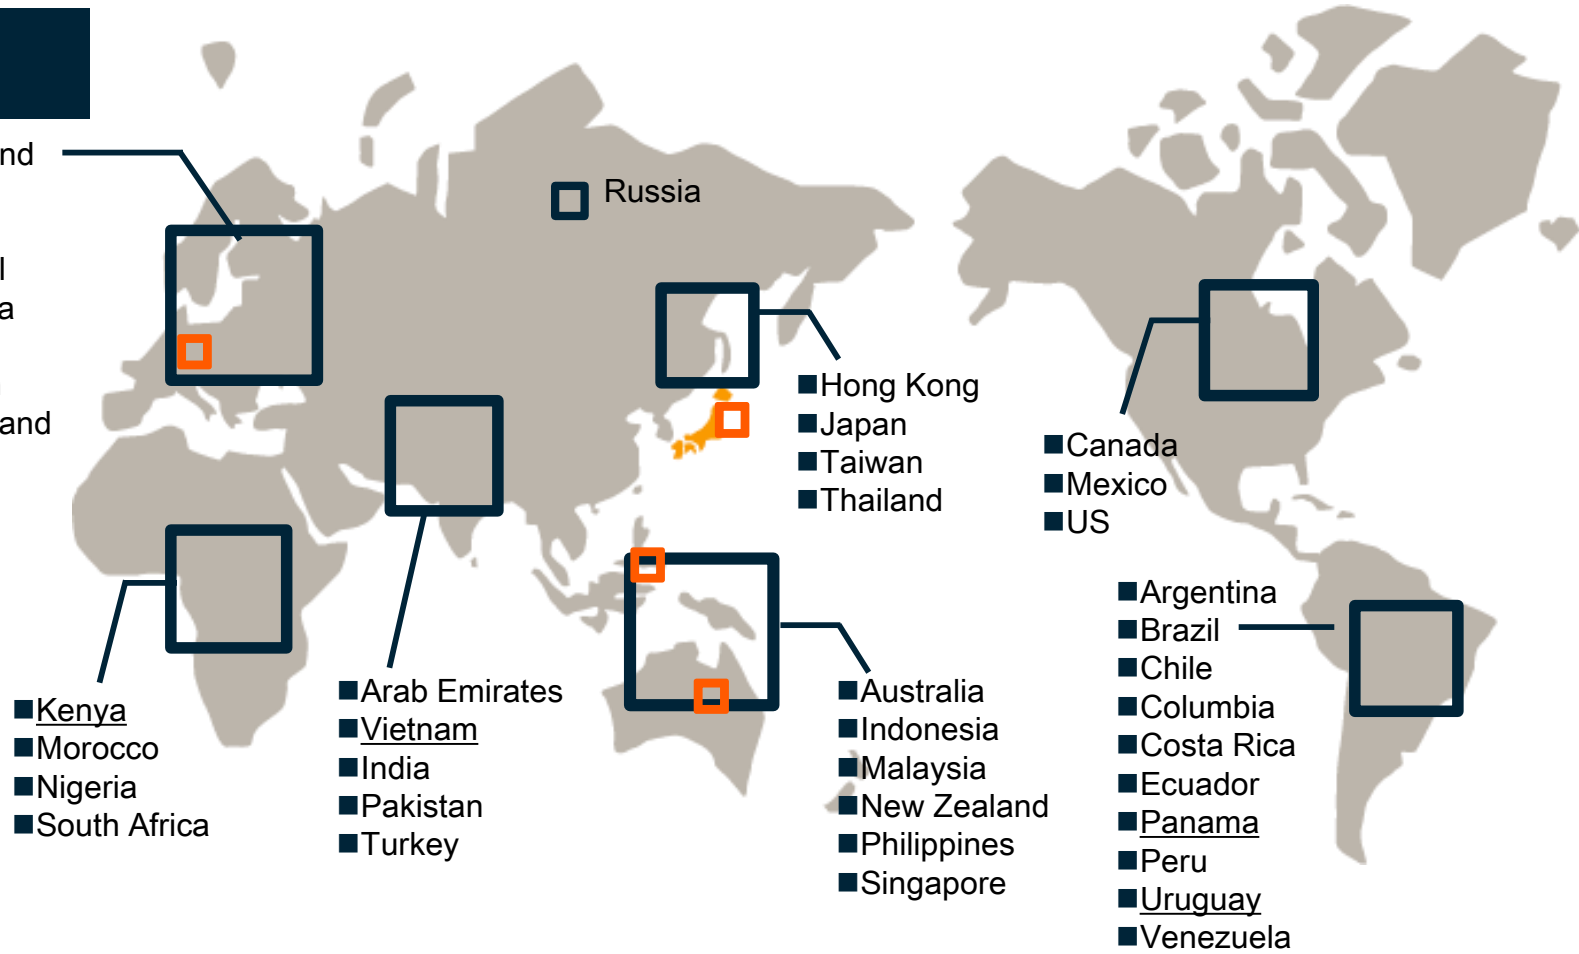 nd
l
a
and
Russia
■Hong Kong
■Japan
■Taiwan
■Thailand
■Canada
■Mexico
■US
■Kenya
■Morocco
■Nigeria
■South Africa
■Arab Emirates
■Vietnam
■India
■Pakistan
■Turkey
■Australia
■Indonesia
■Malaysia
■New Zealand
■Philippines
■Singapore
■Argentina
■Brazil
■Chile
■Columbia
■Costa Rica
■Ecuador
■Panama
■Peru
■Uruguay
■Venezuela